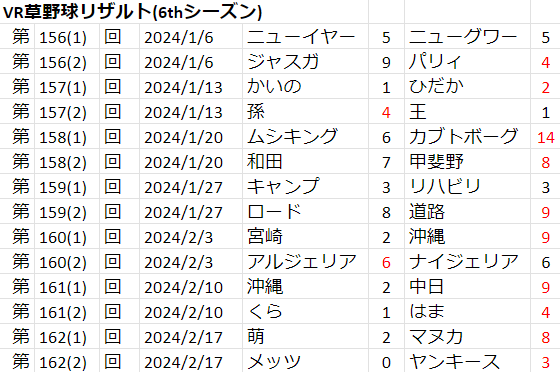 VR草野球リザルト(6thシーズン)
第 156(1) 回 2024/1/6 ニューイヤー 5 ニューグワー 5
第 156(2) 回 2024/1/6 ジャスガ 9 パリィ 4
第 157(1) 回 2024/1/13 かいの 1 ひだか 2
第 157(2) 回 2024/1/13 孫 4 王 1
第 158(1) 回 2024/1/20 ムシキング 6 カブトボーグ 14
第 158(2) 回 2024/1/20 和田 7 甲斐野 8
第 159(1) 回 2024/1/27 キャンプ 3 リハビリ 3
第 159(2) 回 2024/1/27 ロード 8 道路 9
第 160(1) 回 2024/2/3 宮崎 2 沖縄 9
第 160(2) 回 2024/2/3 アルジェリア 6 ナイジェリア 6
第 161(1) 回 2024/2/10 沖縄 2 中日 9
第 161(2) 回 2024/2/10 くら 1 はま 4
第 162(1) 回 2024/2/17 萌 2 マヌカ 8
第 162(2) 回 2024/2/17 メッツ 0 ヤンキース 3